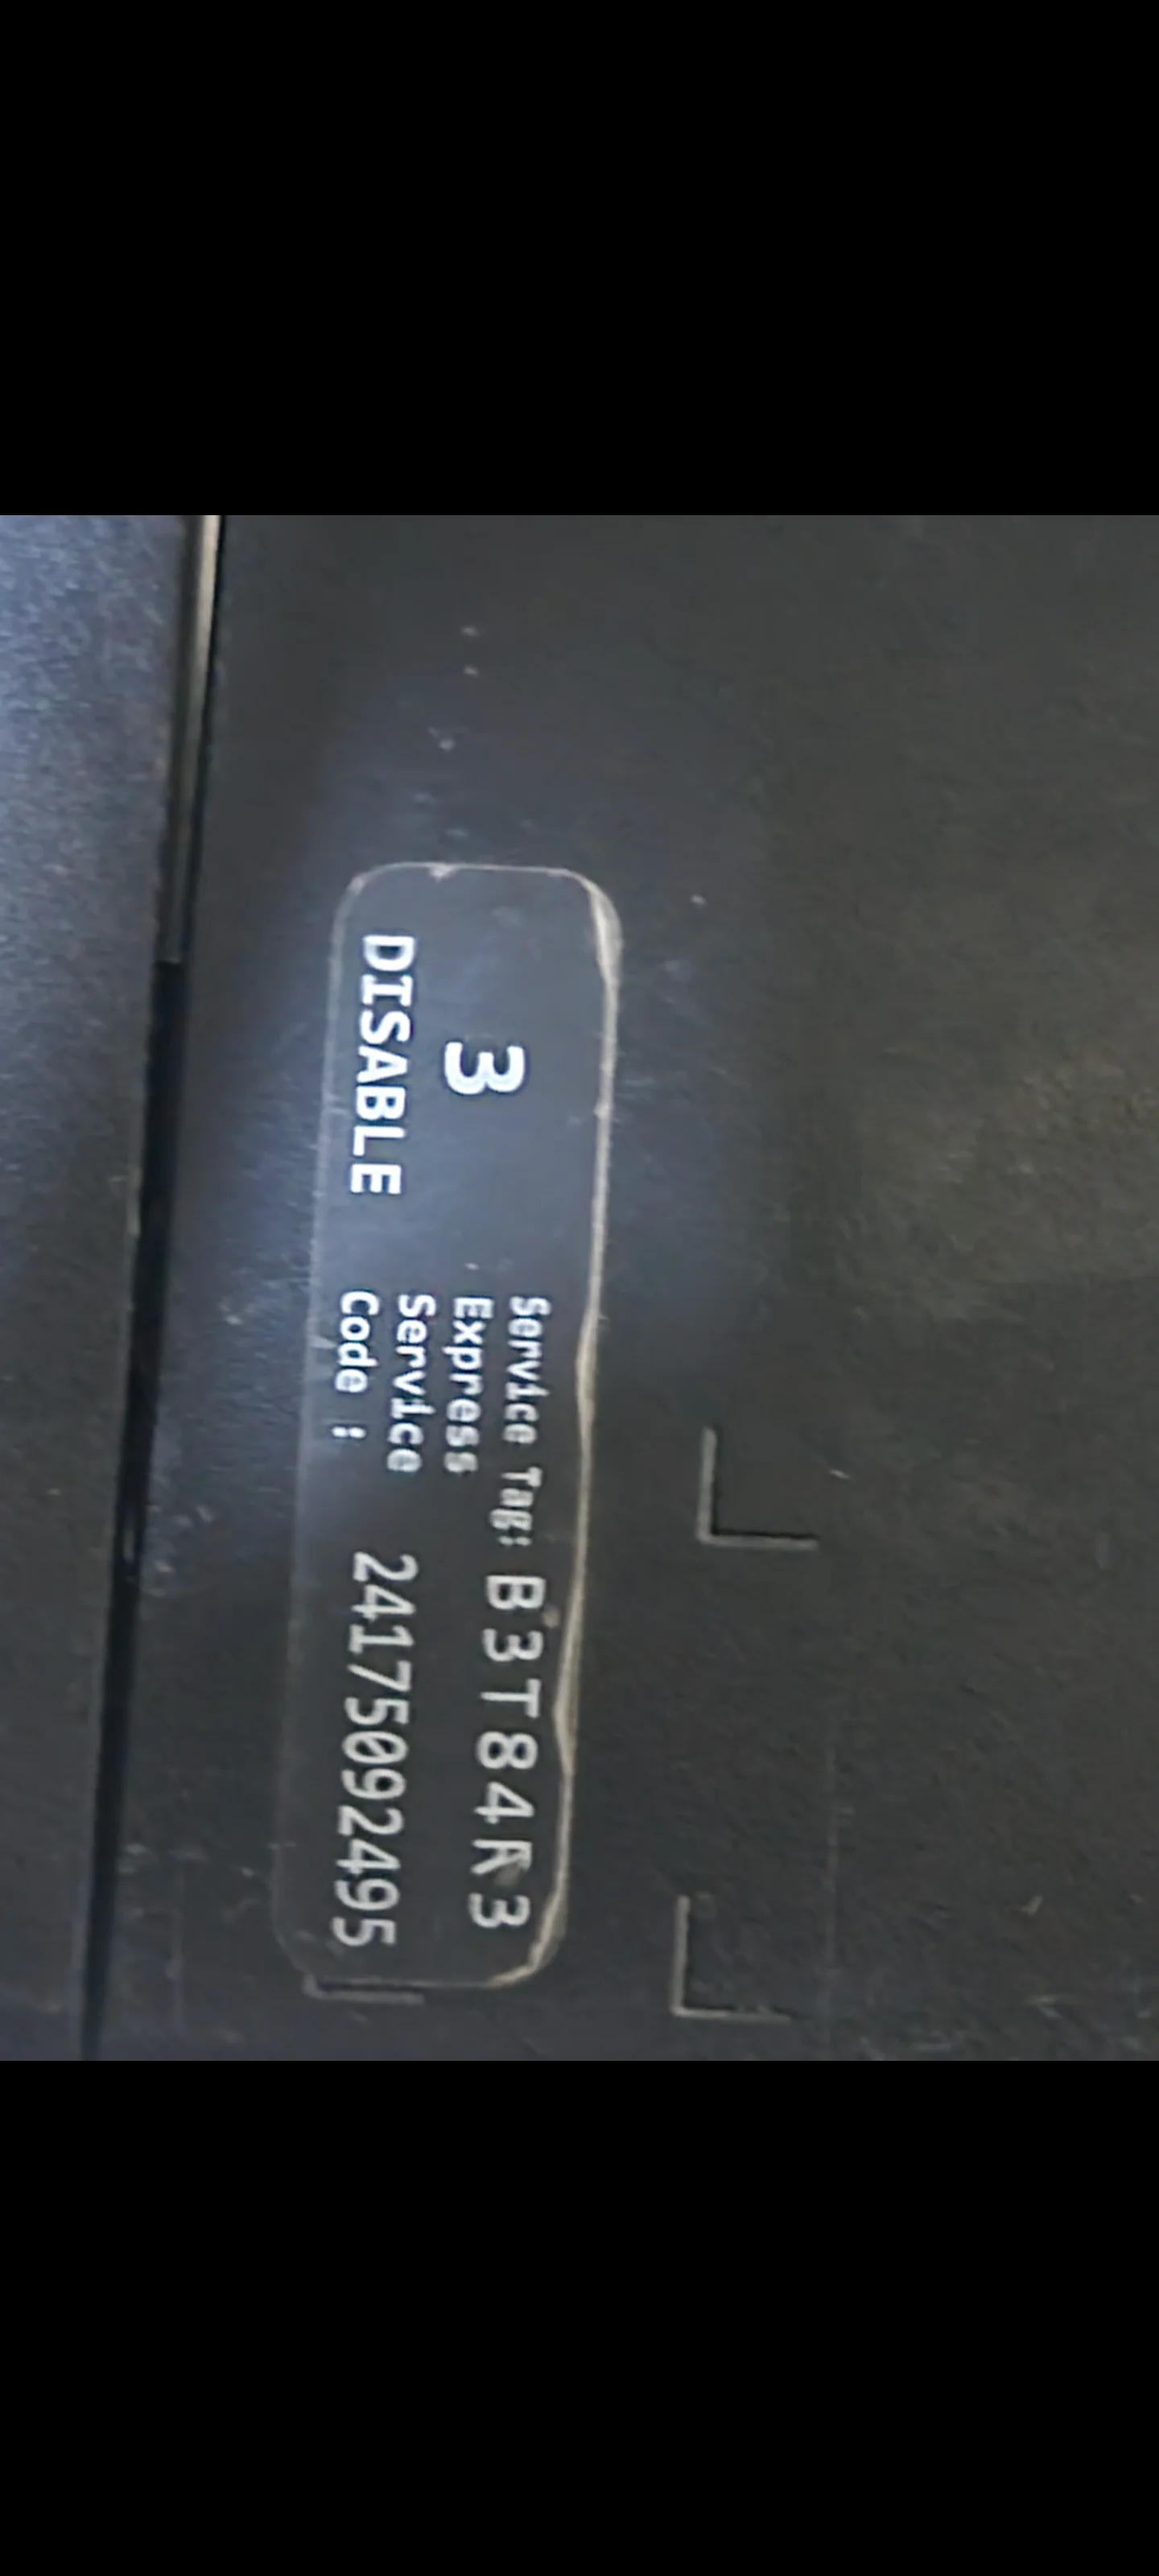 3
DISABLE
Service Tag: B3T84R3
Express
Service
Code : 24175092495